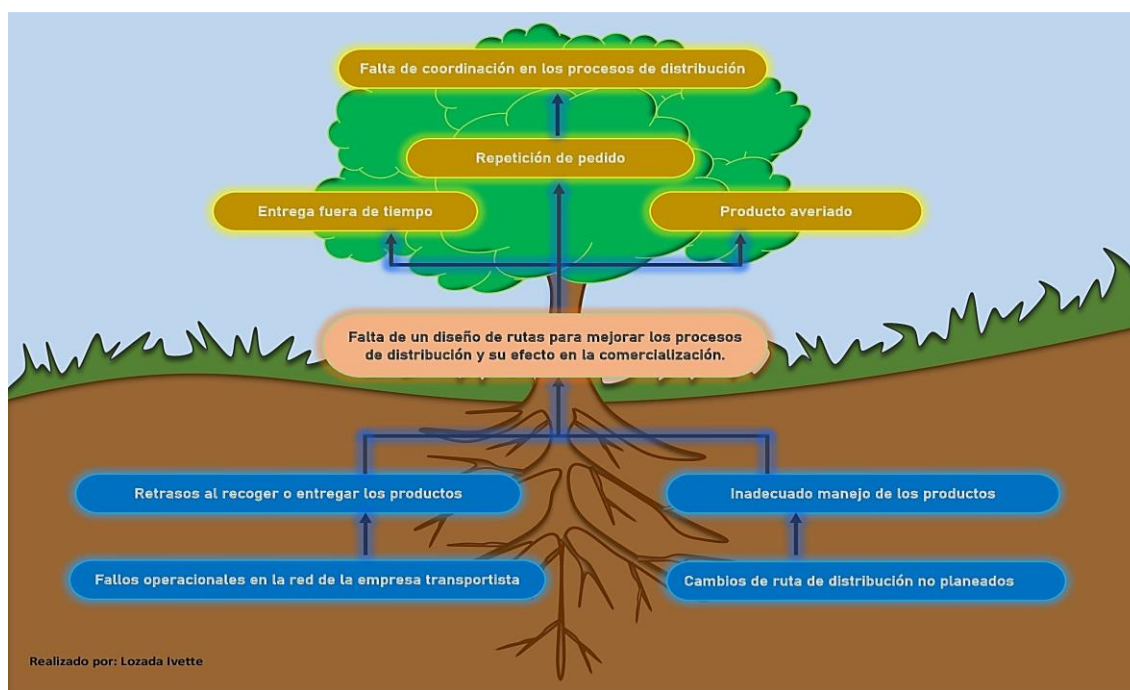 Falta de coordinación en los procesos de distribución
Repetición de pedido
Entrega fuera de tiempo
Producto averiado
Falta de un diseño de rutas para mejorar los procesos
de distribución y su efecto en la comercialización.
Retrasos al recoger o entregar los productos
Inadecuado manejo de los productos
Fallos operacionales en la red de la empresa transportista
Cambios de ruta de distribución no planeados
Realizado por: Lozada Ivette